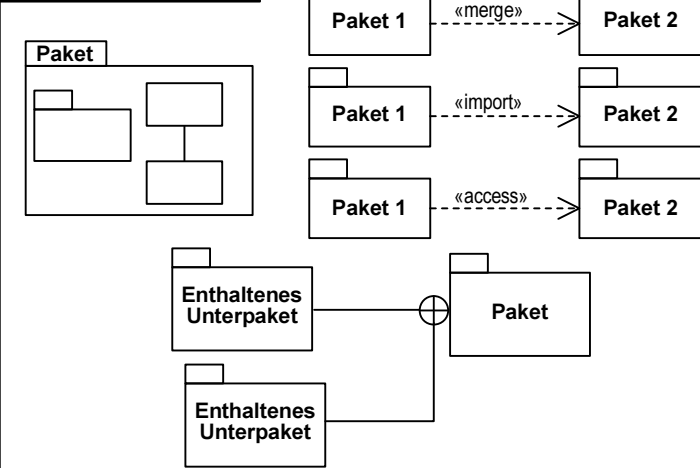 Paket 1
«merge»
Paket 2
Paket
Paket 1
«import»
Paket 2
Paket 1
«access»
Paket 2
Enthaltenes
Unterpaket
Paket
Enthaltenes
Unterpaket